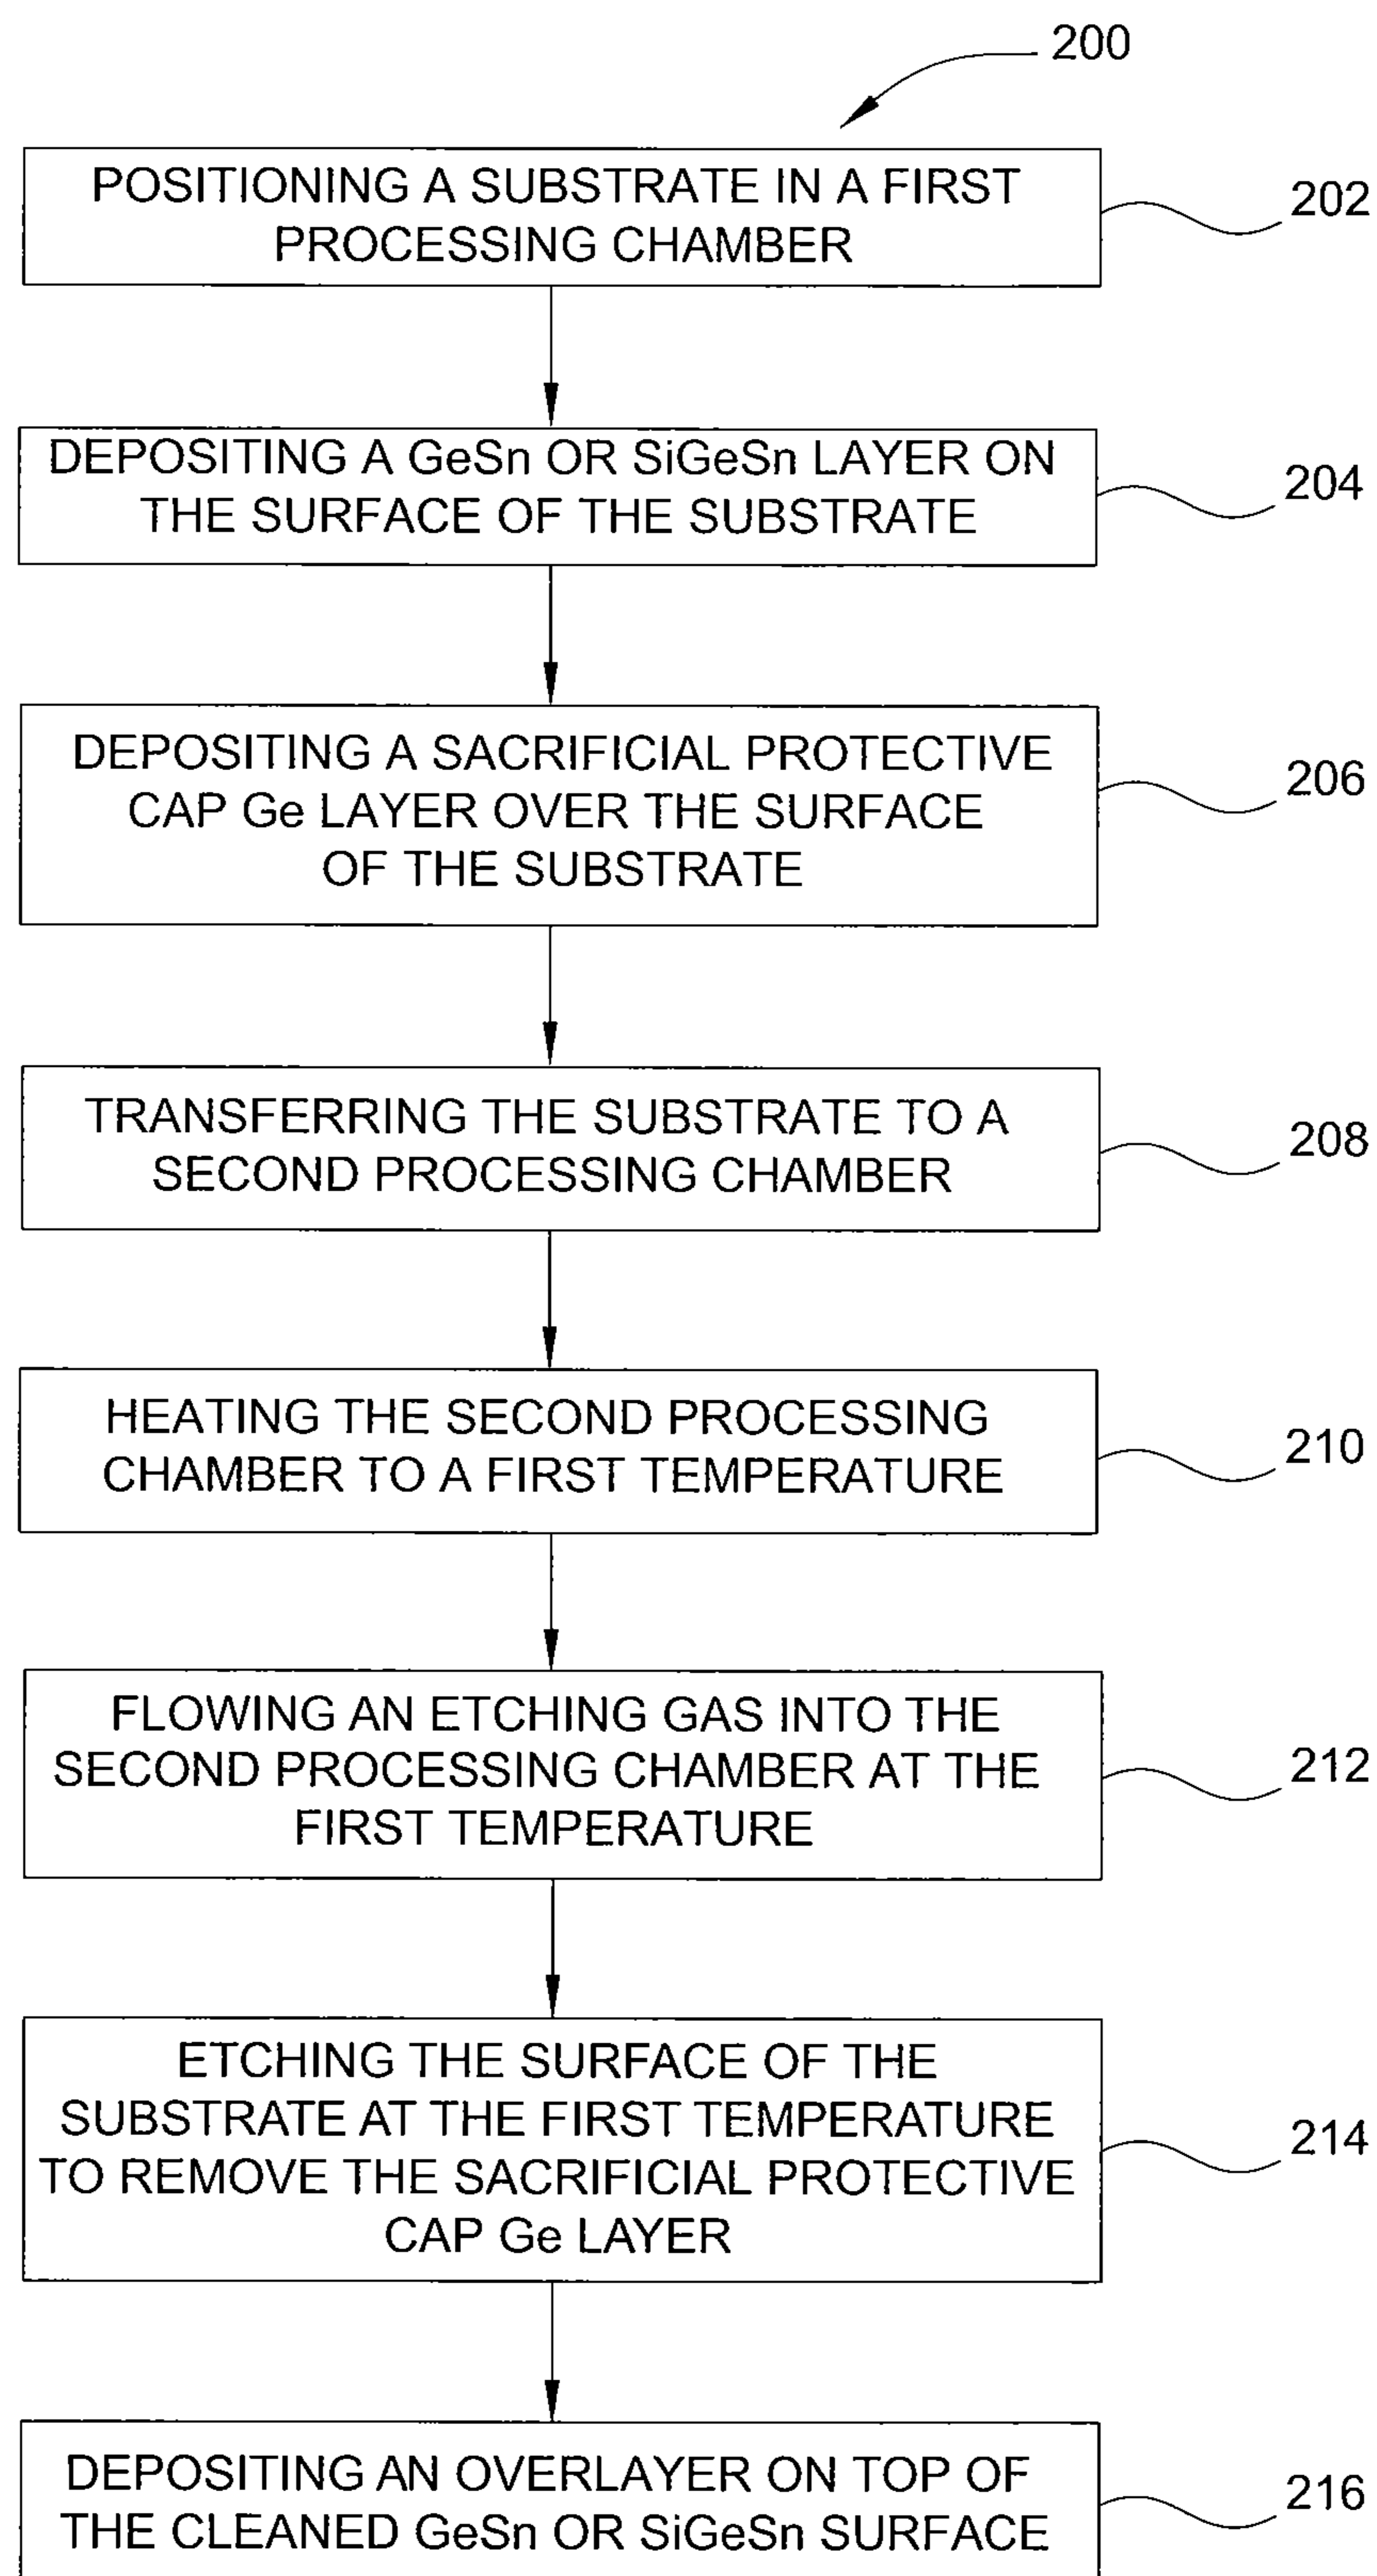 200
POSITIONING A SUBSTRATE IN A FIRST
PROCESSING CHAMBER
202
DEPOSITING A GeSn OR SiGeSn LAYER ON
THE SURFACE OF THE SUBSTRATE
204
DEPOSITING A SACRIFICIAL PROTECTIVE
CAP Ge LAYER OVER THE SURFACE
OF THE SUBSTRATE
206
TRANSFERRING THE SUBSTRATE TO A
SECOND PROCESSING CHAMBER
208
HEATING THE SECOND PROCESSING
CHAMBER TO A FIRST TEMPERATURE
210
FLOWING AN ETCHING GAS INTO THE
SECOND PROCESSING CHAMBER AT THE
FIRST TEMPERATURE
212
ETCHING THE SURFACE OF THE
SUBSTRATE AT THE FIRST TEMPERATURE
TO REMOVE THE SACRIFICIAL PROTECTIVE
CAP Ge LAYER
214
DEPOSITING AN OVERLAYER ON TOP OF
THE CLEANED GeSn OR SiGeSn SURFACE
216